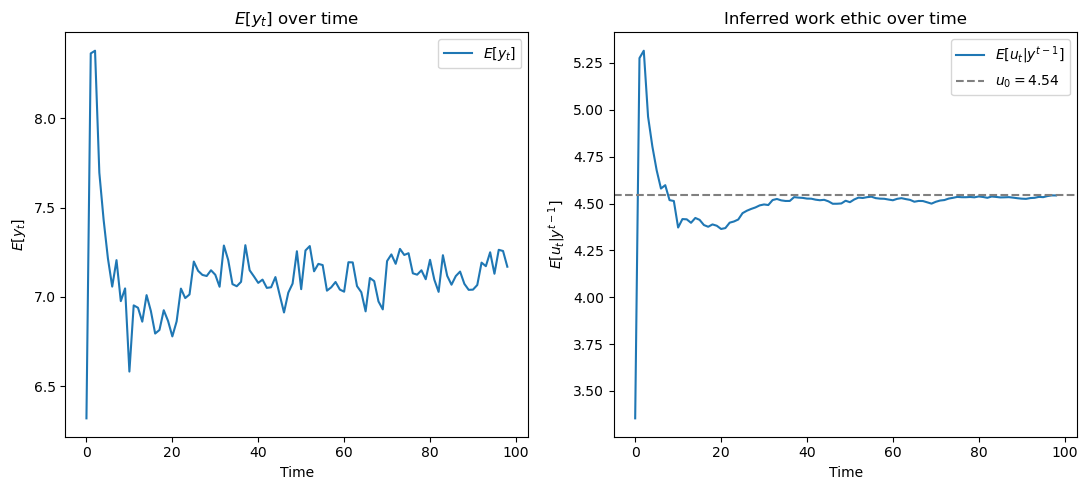 E[y_t] over time
E[y_t]
8.0
7.5
7.0
6.5
E[y_t]
0
20
40
60
80
100
Time
Inferred work ethic over time
E[u_t|y^{t−1}]
u_0 = 4.54
5.25
5.00
4.75
4.50
4.25
4.00
3.75
3.50
E[u_t|y^{t−1}]
0
20
40
60
80
100
Time